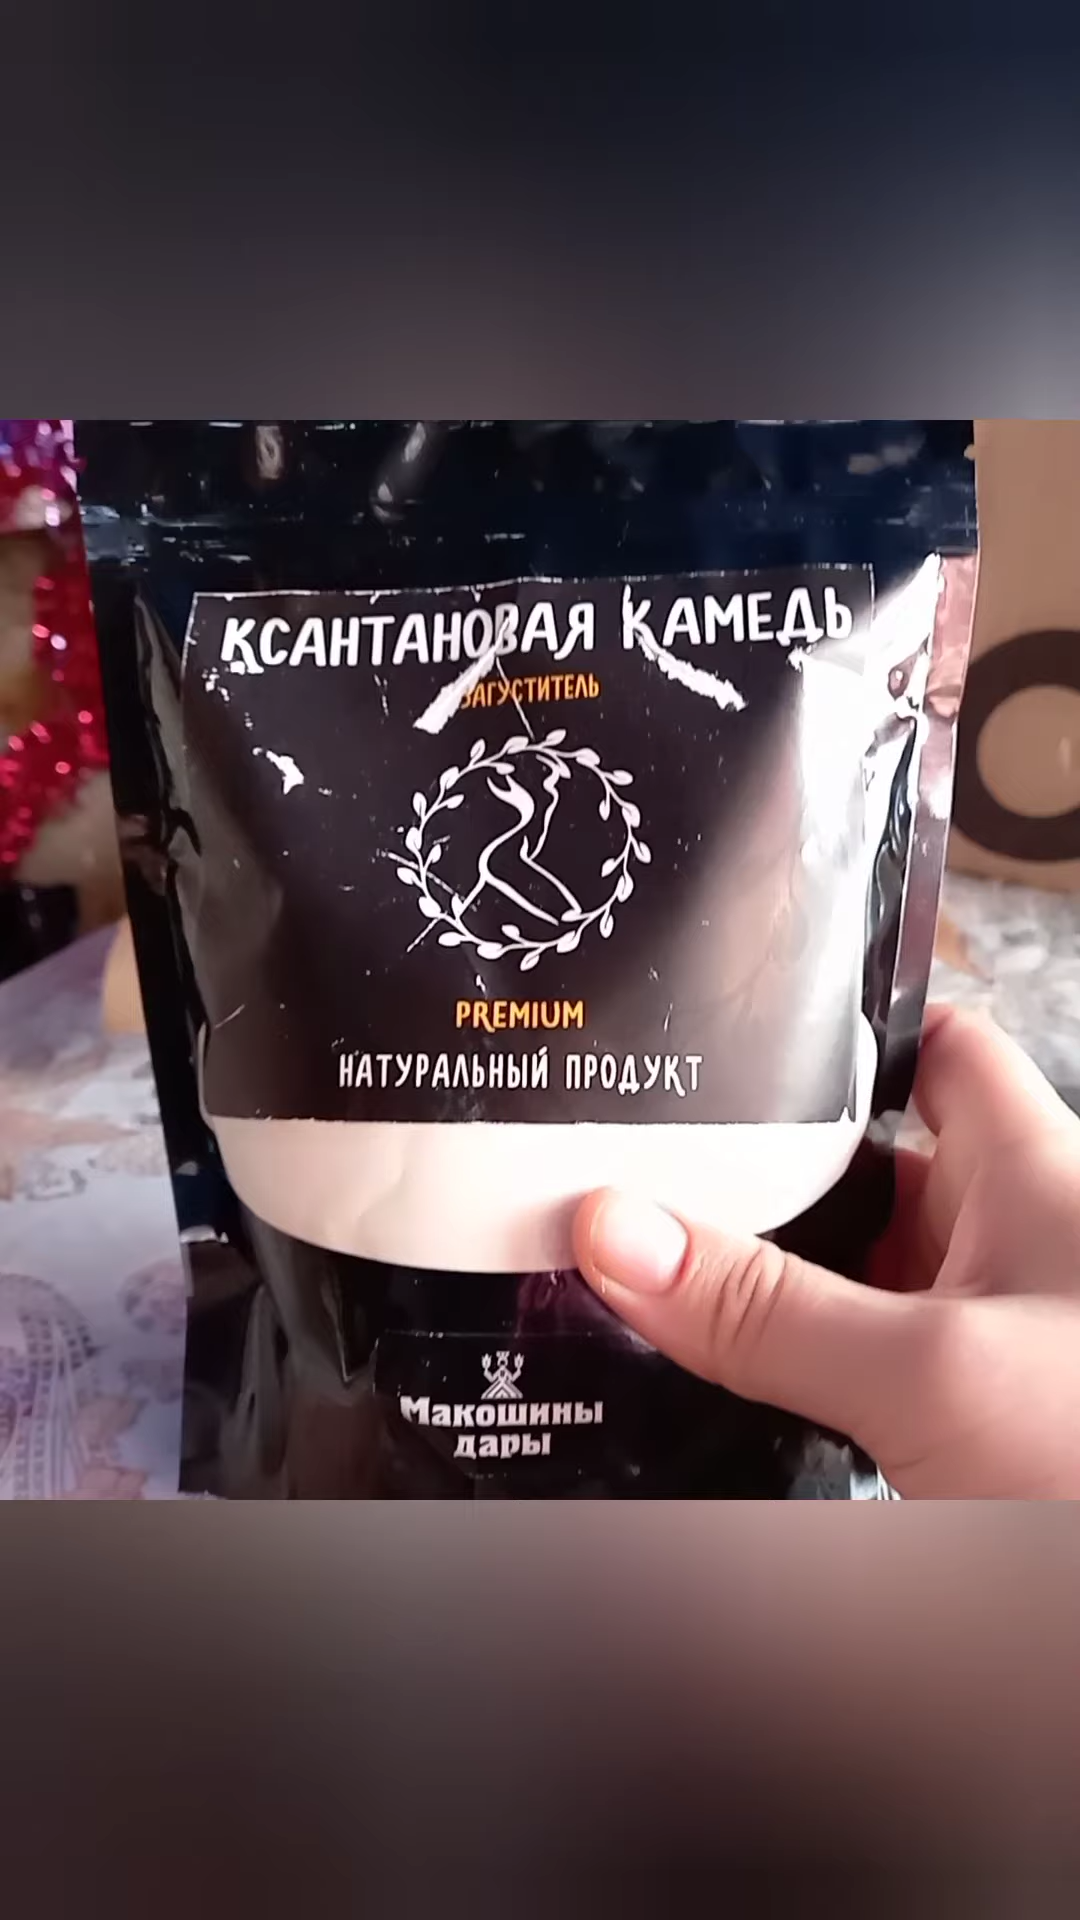 КСАНТАНОВАЯ КАМЕДЬ
ЗАГУСТИТЕЛЬ
PREMIUM
НАТУРАЛЬНЫЙ ПРОДУКТ
Макошины
дары